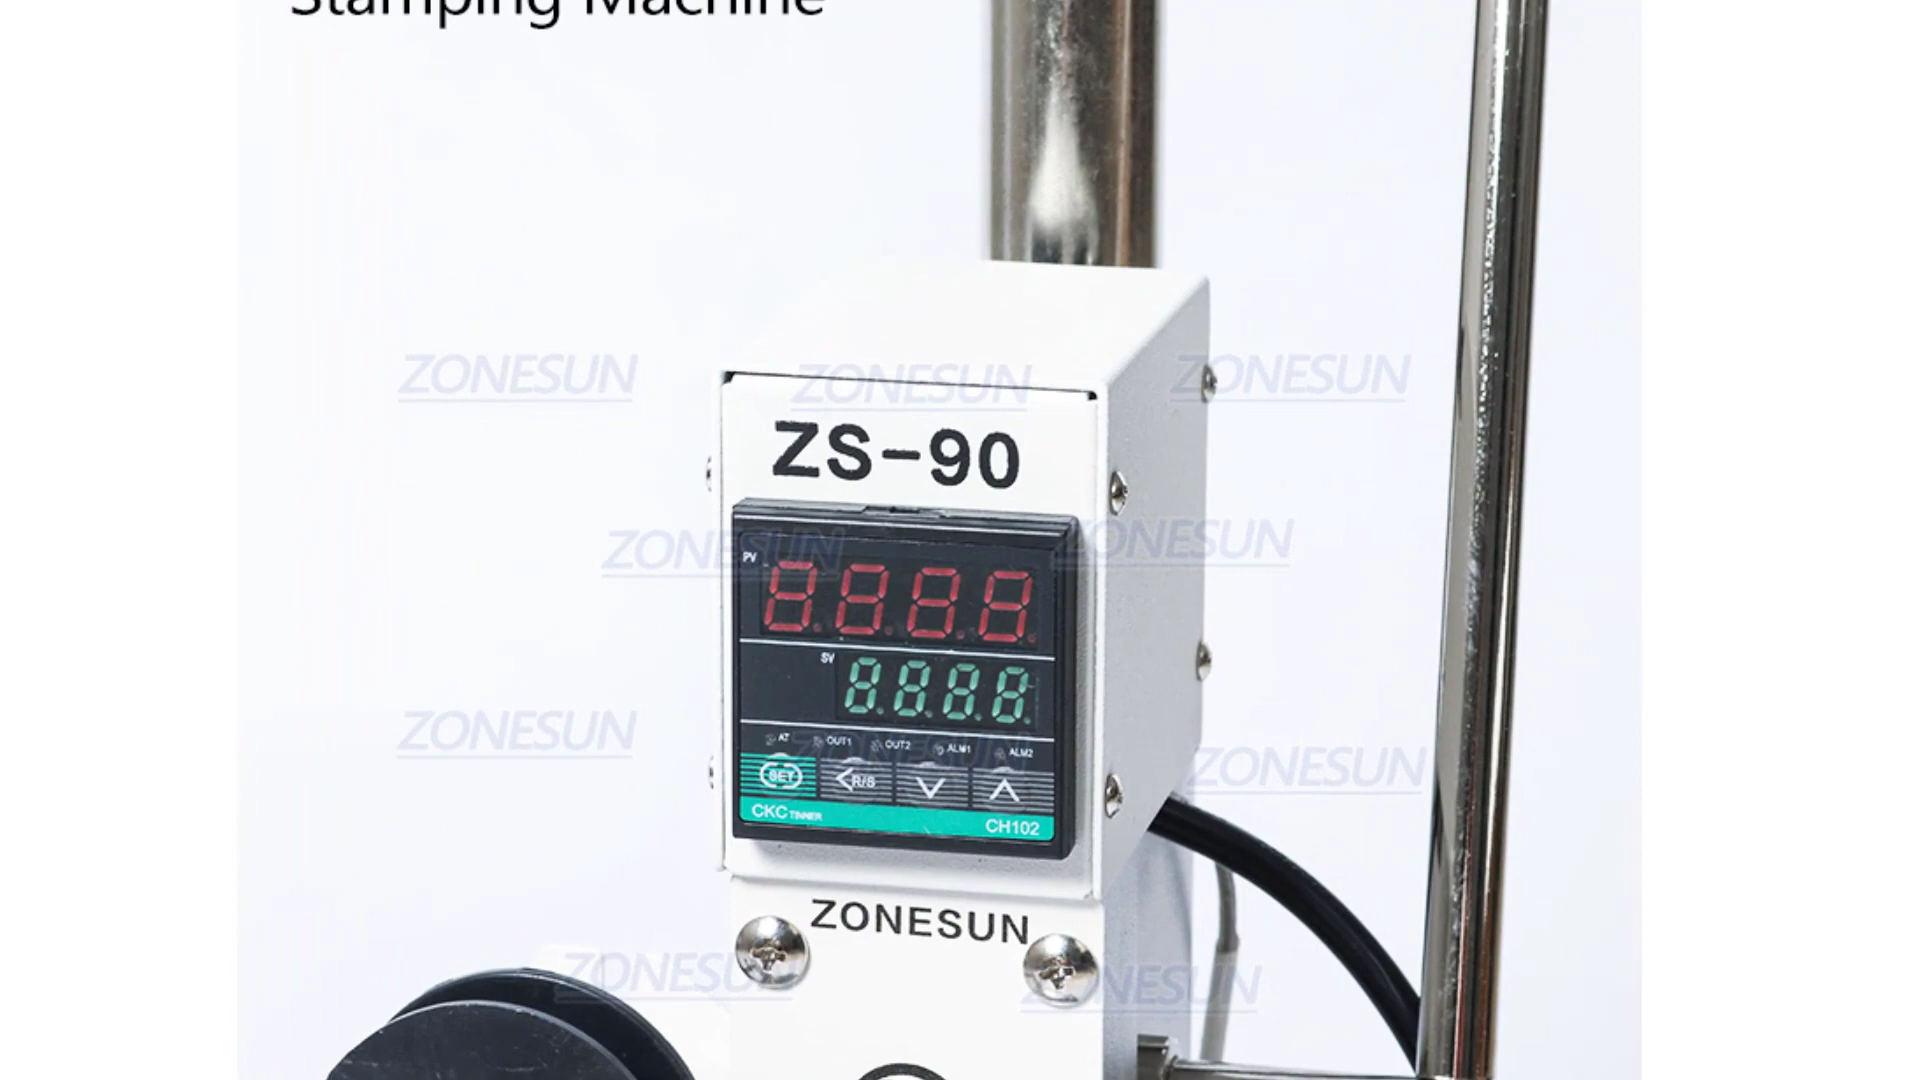 Stamping Machine
ZONESUN
ZONESUN
ZONESUN
ZS-90
ZONESUN
ZONESUN
PV
8.8.8.8.
SV
8.8.8.8.
ZONESUN
AT OUT1 OUT2 ALM1 ALM2
ZONESUN
SET <R/S
CKC TINNER CH102
ZONESUN
ZONESUN
ZONESUN